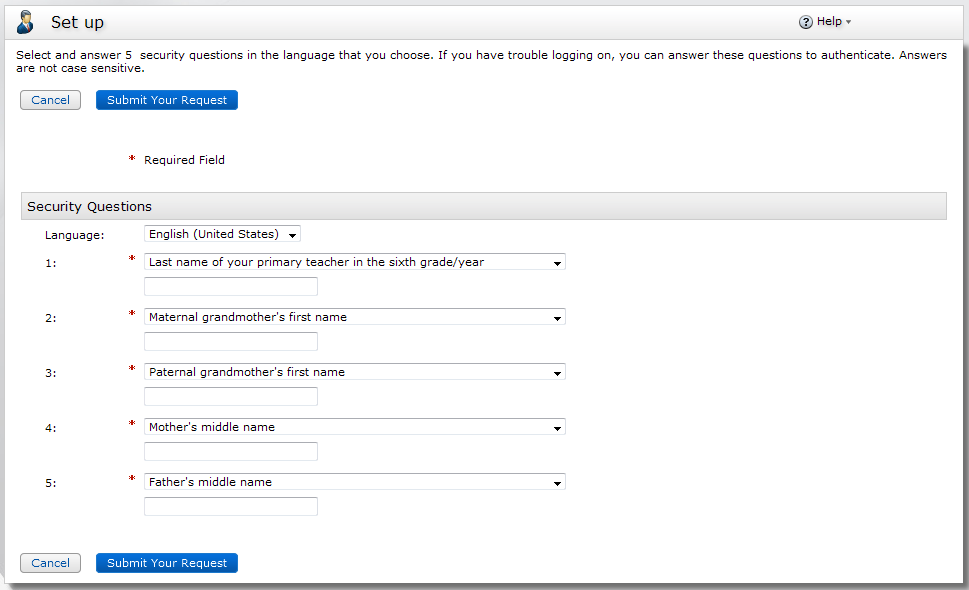 Set up
Help
Select and answer 5 security questions in the language that you choose. If you have trouble logging on, you can answer these questions to authenticate. Answers
are not case sensitive.
Cancel Submit Your Request
* Required Field
Security Questions
Language: English (United States)
1: * Last name of your primary teacher in the sixth grade/year
2: * Maternal grandmother's first name
3: * Paternal grandmother's first name
4: * Mother's middle name
5: * Father's middle name
Cancel Submit Your Request